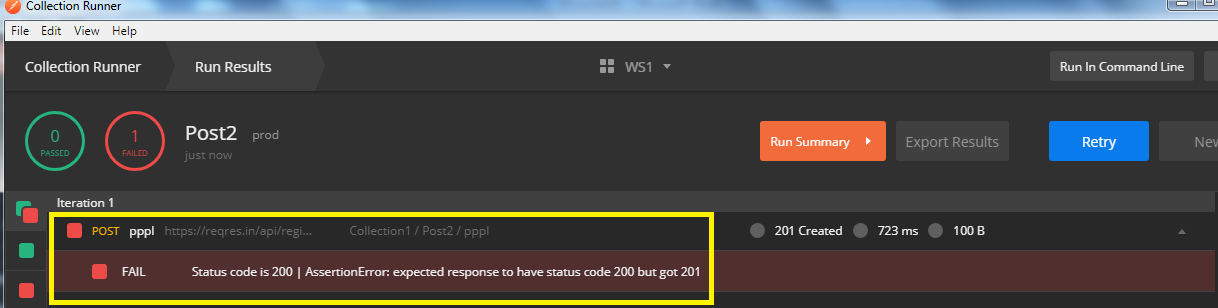 Collection Runner
File Edit View Help
Collection Runner Run Results WS1 Run In Command Line
0 PASSED 1 FAILED Post2 prod
just now
Run Summary Export Results Retry New
Iteration 1
POST pppl https://reqres.in/api/regi... Collection1 / Post2 / pppl 201 Created 723 ms 100 B
FAIL Status code is 200 | AssertionError: expected response to have status code 200 but got 201